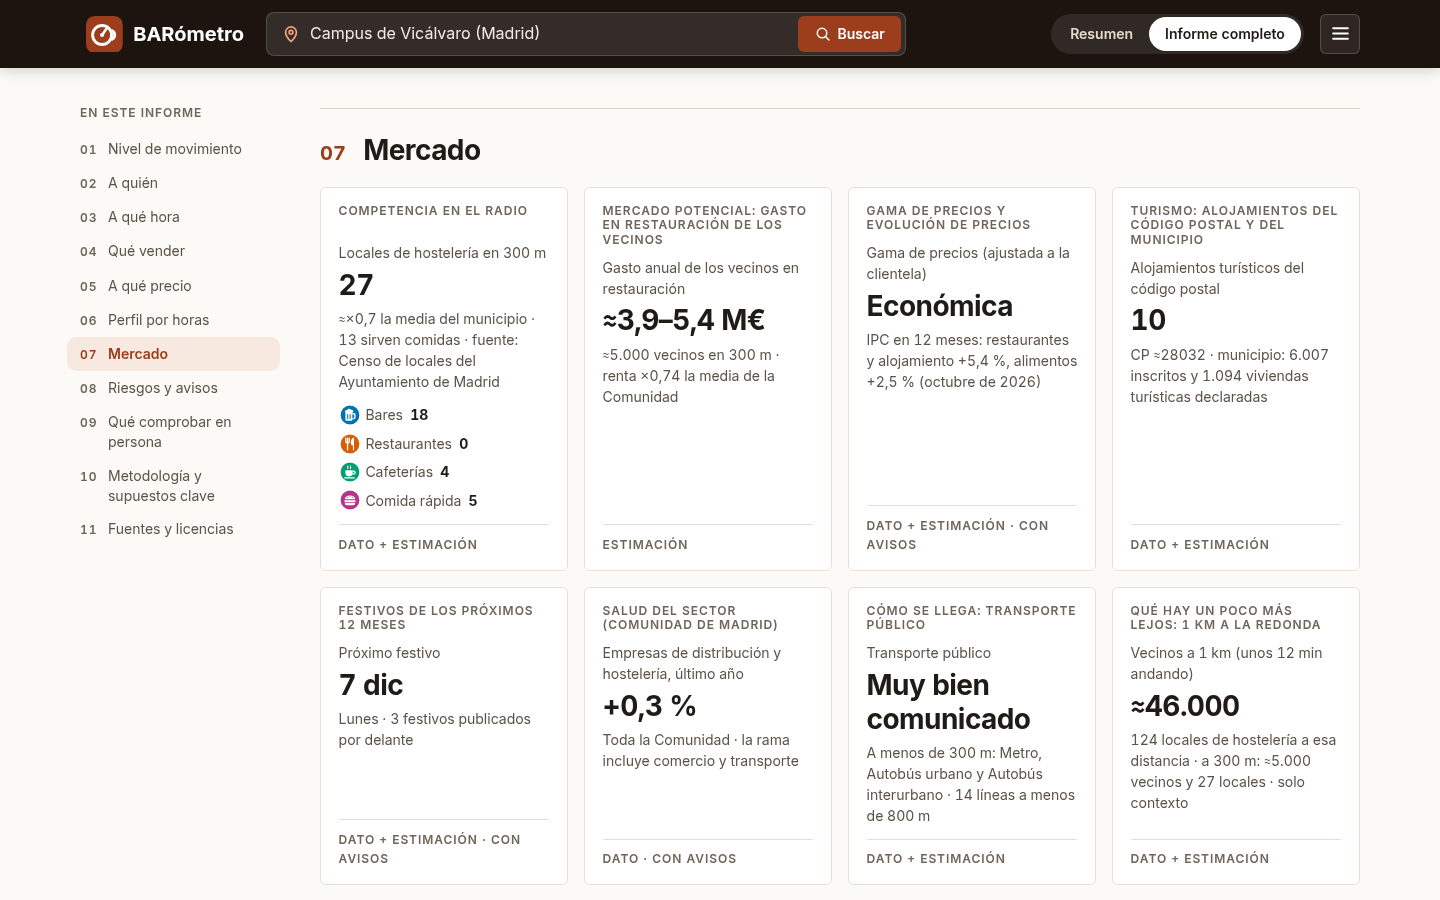 BARómetro
Campus de Vicálvaro (Madrid)
Buscar
Resumen
Informe completo
EN ESTE INFORME
01 Nivel de movimiento
02 A quién
03 A qué hora
04 Qué vender
05 A qué precio
06 Perfil por horas
07 Mercado
08 Riesgos y avisos
09 Qué comprobar en
persona
10 Metodología y
supuestos clave
11 Fuentes y licencias
07 Mercado
COMPETENCIA EN EL RADIO
Locales de hostelería en 300 m
27
≈×0,7 la media del municipio ·
13 sirven comidas · fuente:
Censo de locales del
Ayuntamiento de Madrid
Bares 18
Restaurantes 0
Cafeterías 4
Comida rápida 5
DATO + ESTIMACIÓN
MERCADO POTENCIAL: GASTO
EN RESTAURACIÓN DE LOS
VECINOS
Gasto anual de los vecinos en
restauración
≈3,9–5,4 M€
≈5.000 vecinos en 300 m ·
renta ×0,74 la media de la
Comunidad
ESTIMACIÓN
GAMA DE PRECIOS Y
EVOLUCIÓN DE PRECIOS
Gama de precios (ajustada a la
clientela)
Económica
IPC en 12 meses: restaurantes
y alojamiento +5,4 %, alimentos
+2,5 % (octubre de 2026)
DATO + ESTIMACIÓN · CON
AVISOS
TURISMO: ALOJAMIENTOS DEL
CÓDIGO POSTAL Y DEL
MUNICIPIO
Alojamientos turísticos del
código postal
10
CP ≈28032 · municipio: 6.007
inscritos y 1.094 viviendas
turísticas declaradas
DATO + ESTIMACIÓN
FESTIVOS DE LOS PRÓXIMOS
12 MESES
Próximo festivo
7 dic
Lunes · 3 festivos publicados
por delante
DATO + ESTIMACIÓN · CON
AVISOS
SALUD DEL SECTOR
(COMUNIDAD DE MADRID)
Empresas de distribución y
hostelería, último año
+0,3 %
Toda la Comunidad · la rama
incluye comercio y transporte
DATO · CON AVISOS
CÓMO SE LLEGA: TRANSPORTE
PÚBLICO
Transporte público
Muy bien
comunicado
A menos de 300 m: Metro,
Autobús urbano y Autobús
interurbano · 14 líneas a menos
de 800 m
DATO + ESTIMACIÓN
QUÉ HAY UN POCO MÁS
LEJOS: 1 KM A LA REDONDA
Vecinos a 1 km (unos 12 min
andando)
≈46.000
124 locales de hostelería a esa
distancia · a 300 m: ≈5.000
vecinos y 27 locales · solo
contexto
DATO + ESTIMACIÓN